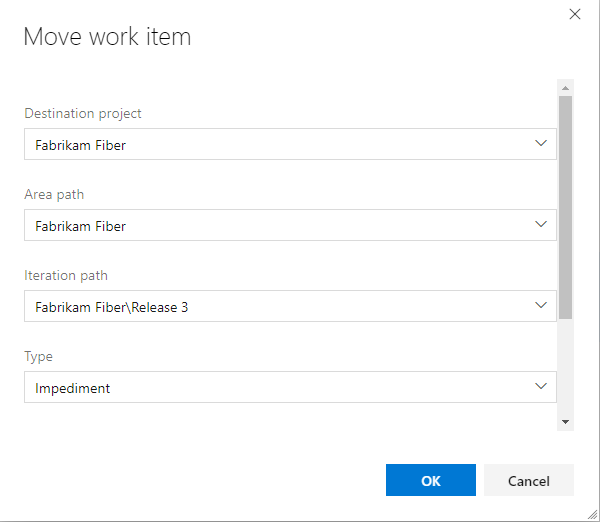 Move work item
Destination project
Fabrikam Fiber
Area path
Fabrikam Fiber
Iteration path
Fabrikam Fiber\Release 3
Type
Impediment
OK
Cancel